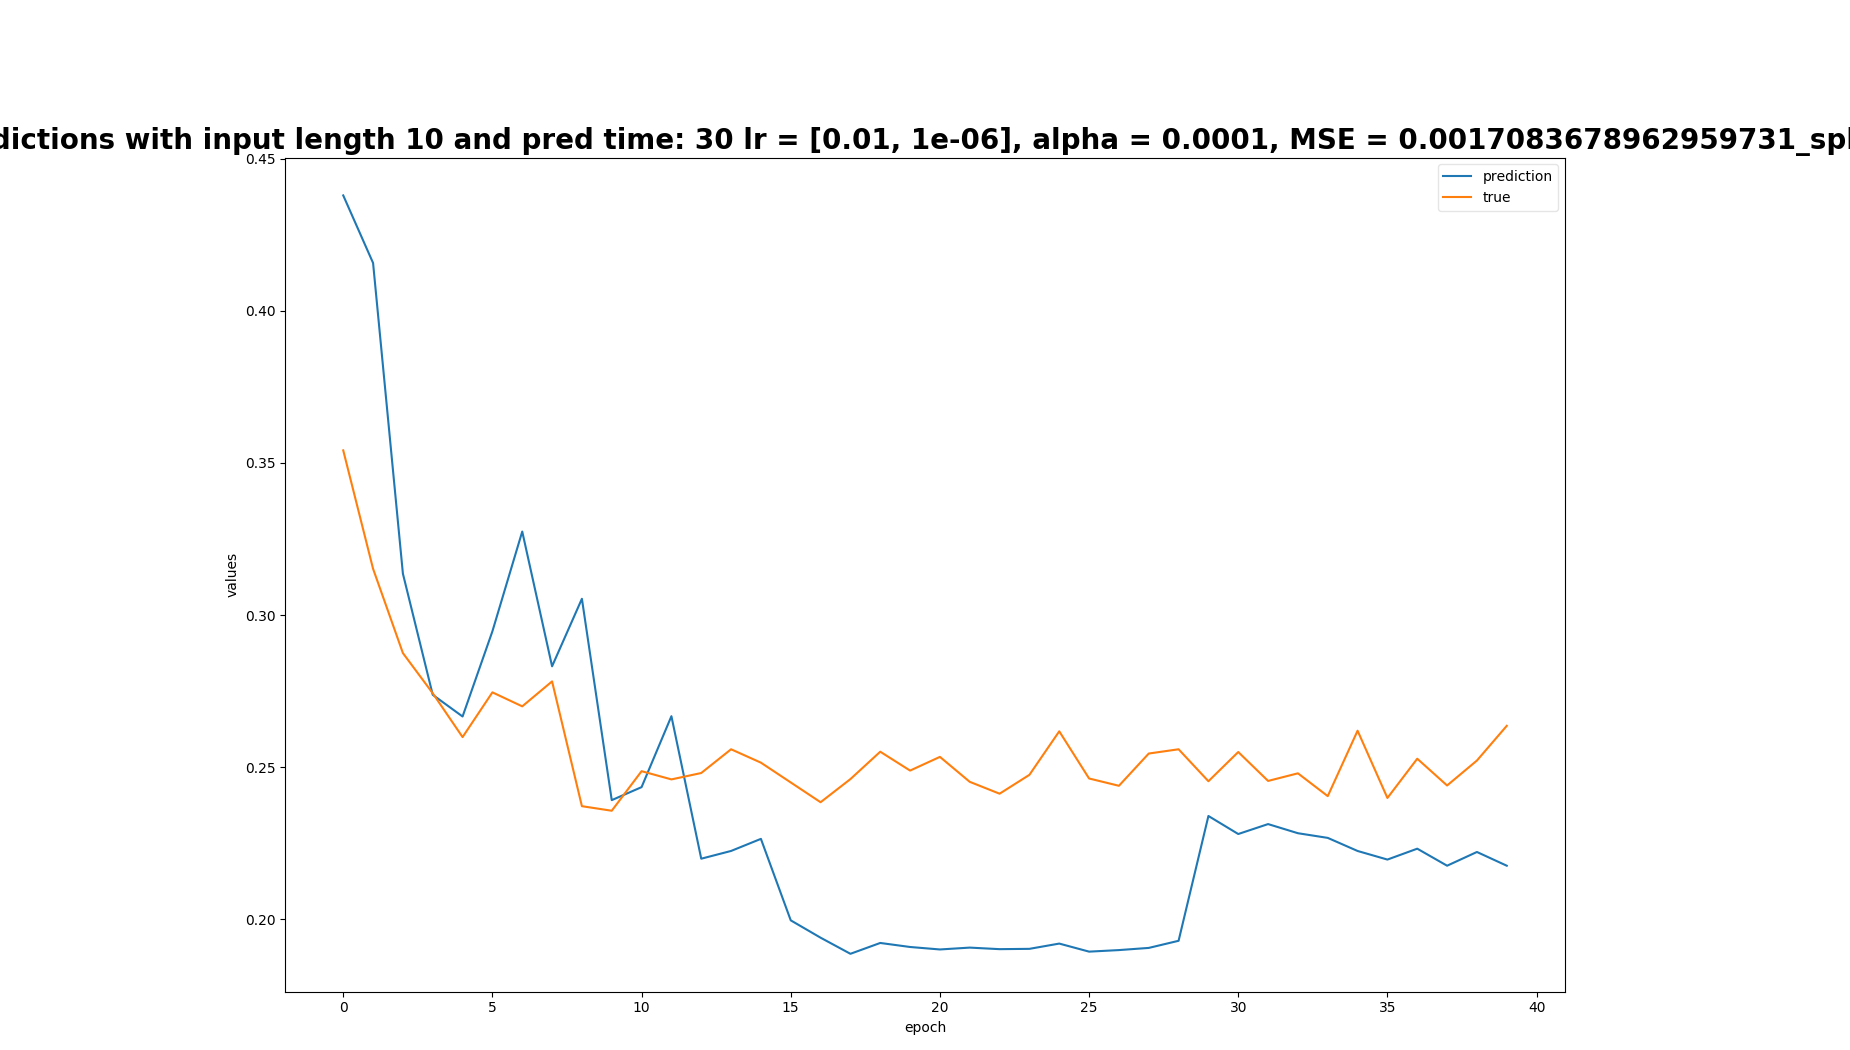 dictions with input length 10 and pred time: 30 lr = [0.01, 1e-06], alpha = 0.0001, MSE = 0.0017083678962959731_spl
prediction
true
0.45
0.40
0.35
0.30
0.25
0.20
values
0 5 10 15 20 25 30 35 40
epoch